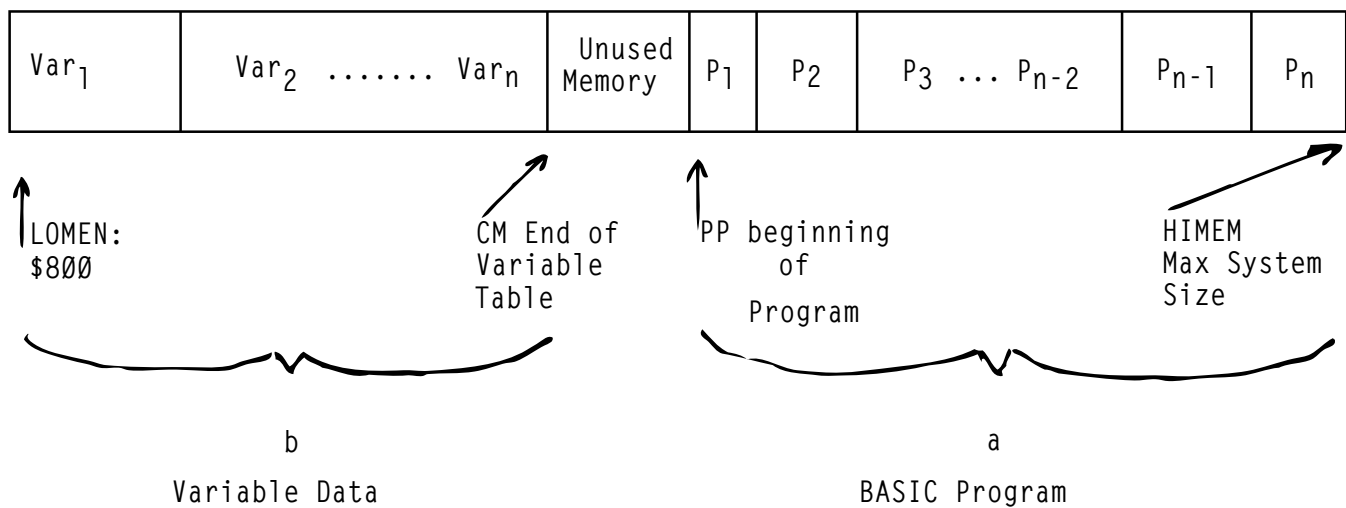 Var1 Var2 ....... Varn Unused Memory P1 P2 P3 ... Pn-2 Pn-1 Pn
LOMEN:
$8ØØ
CM End of
Variable
Table
PP beginning
of
Program
HIMEM
Max System
Size
b
Variable Data
a
BASIC Program